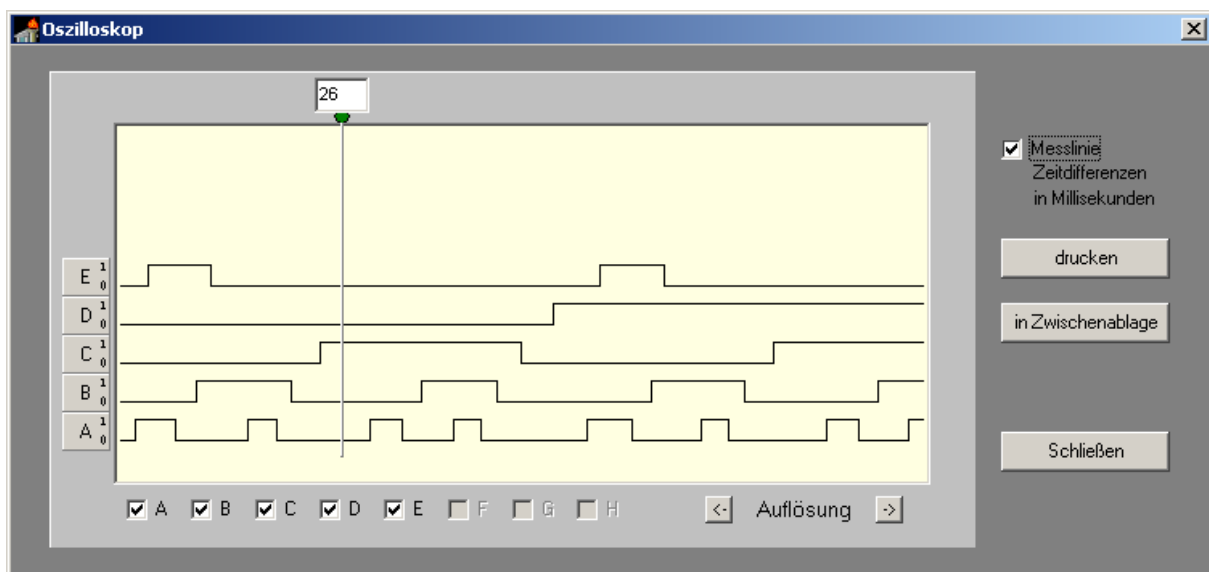 Oszilloskop
26
Messlinie
Zeitdifferenzen
in Millisekunden
drucken
in Zwischenablage
Schließen
E 1 0
D 1 0
C 1 0
B 1 0
A 1 0
A B C D E F G H <- Auflösung ->